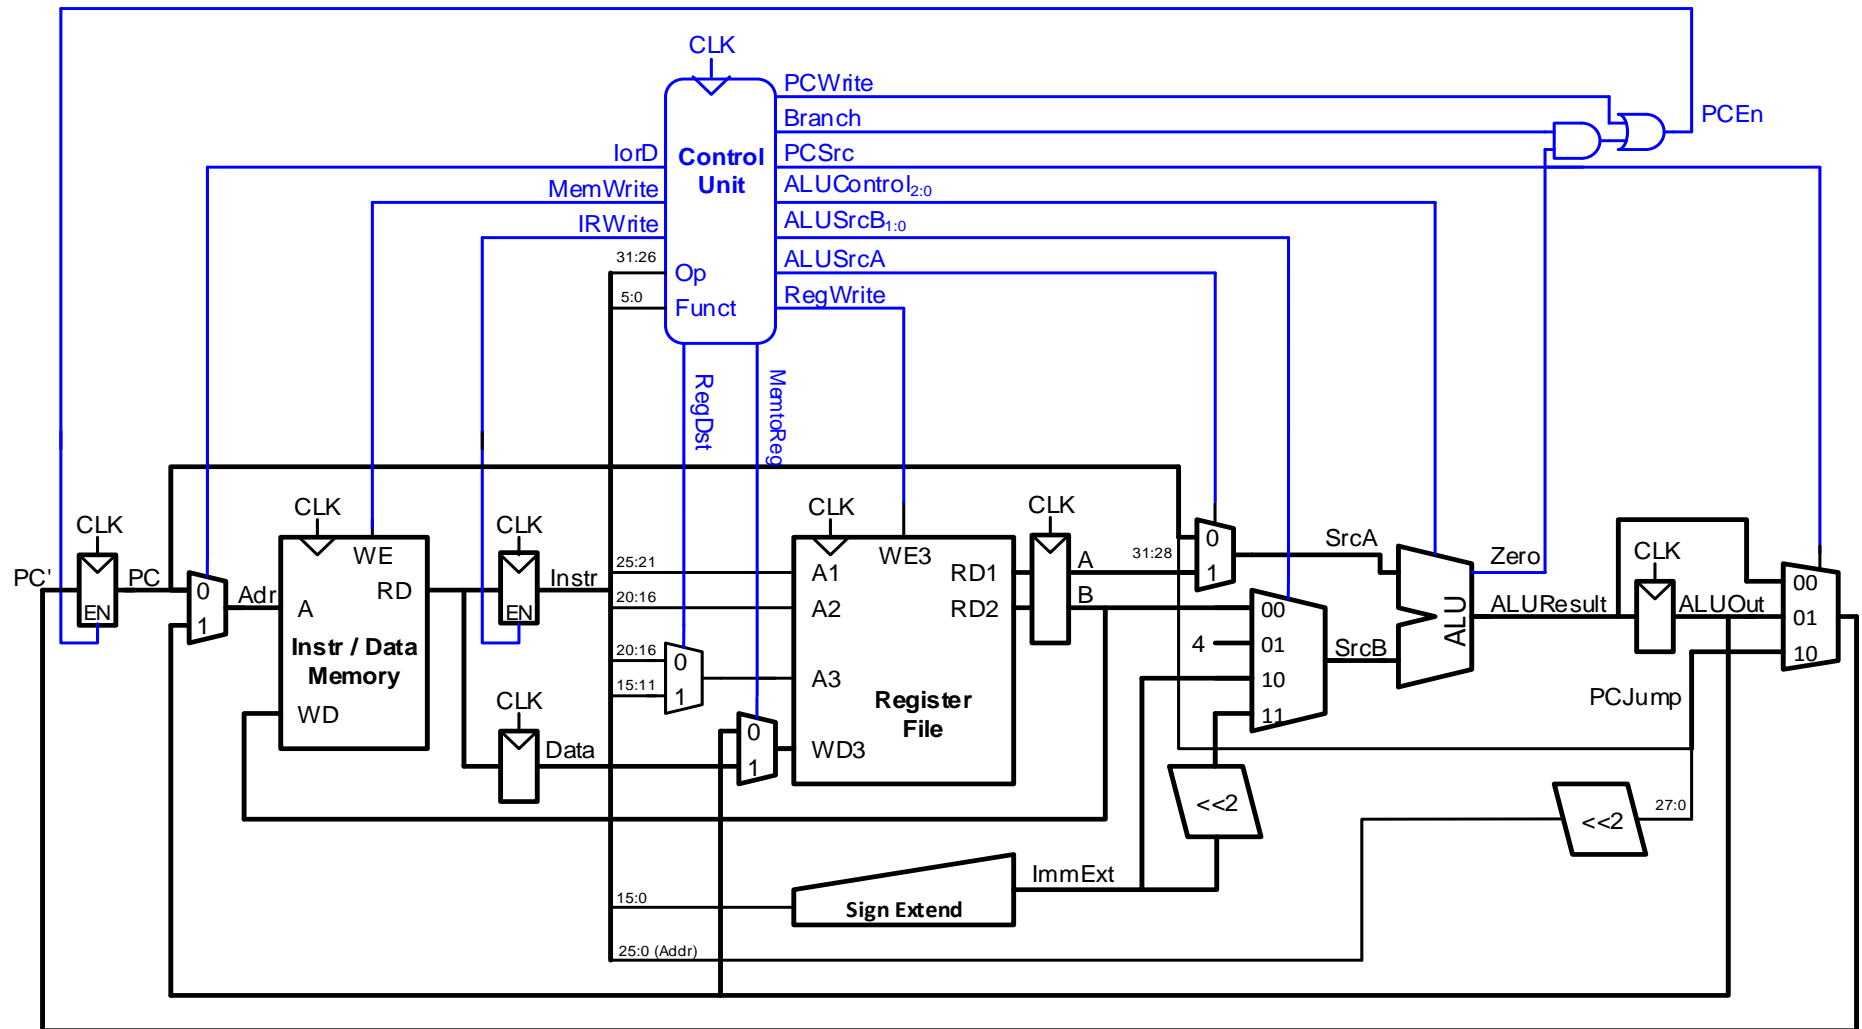 CLK
PCWrite
Branch
PCEn
IorD
Control
Unit
PCSrc
MemWrite
ALUControl2:0
IRWrite
ALUSrcB1:0
31:26
Op
ALUSrcA
5:0
Funct
RegWrite
RegDst
MemtoReg
CLK
CLK
CLK
CLK
CLK
CLK
PC'
EN
PC
0
1
Adr
WE
RD
A
Instr / Data
Memory
WD
EN
Instr
25:21
20:16
20:16
15:11
0
1
CLK
Data
0
1
WE3
A1
A2
A3
WD3
RD1
RD2
Register
File
A
B
31:28
0
1
00
01
10
11
4
SrcA
SrcB
ALU
Zero
ALUResult
ALUOut
00
01
10
PCJump
<<2
<<2
27:0
ImmExt
15:0
Sign Extend
25:0 (Addr)